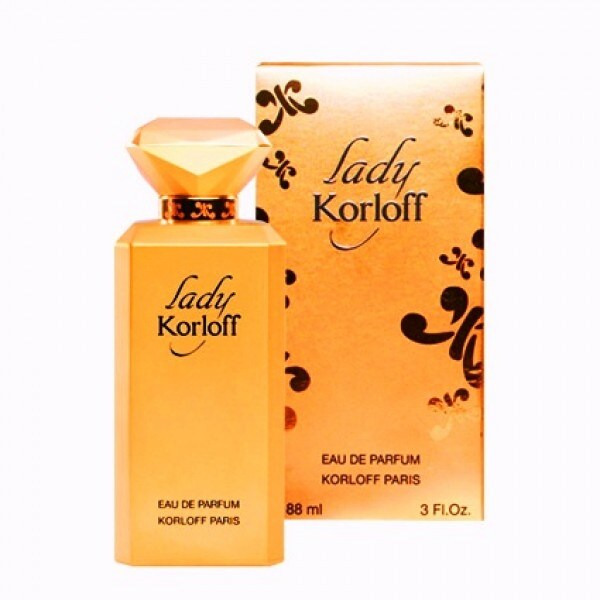 lady
Korloff
EAU DE PARFUM
KORLOFF PARIS
lady
Korloff
EAU DE PARFUM
KORLOFF PARIS
88 ml 3 Fl.Oz.